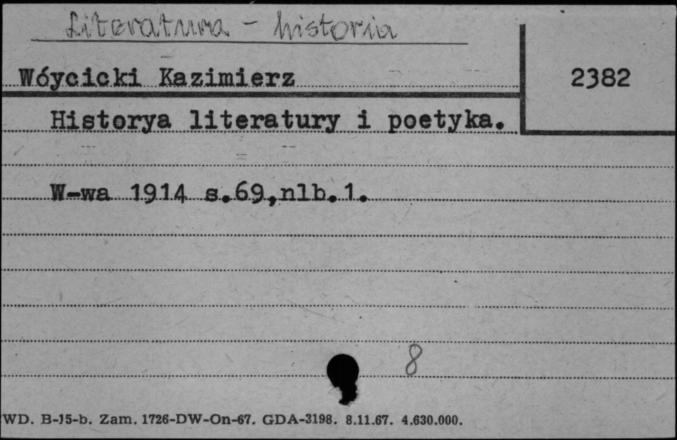 Literatura - historia
Wóycicki Kazimierz
2382
Historya literatury i poetyka.
W-wa 1914 s.69,nlb.1.
8
WD. B-15-b. Zam. 1726-DW-On-67. GDA-3198. 8.11.67. 4.630.000.